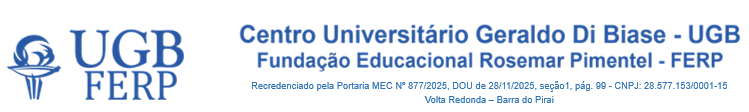 UGB
FERP
Centro Universitário Geraldo Di Biase - UGB
Fundação Educacional Rosemar Pimentel - FERP
Recredenciado pela Portaria MEC Nº 877/2025, DOU de 28/11/2025, seção1, pág. 99 - CNPJ: 28.577.153/0001-15
Volta Redonda – Barra do Piraí